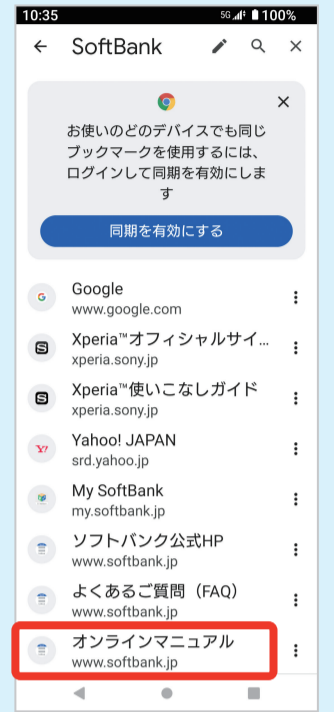 10:35
5G 100%
SoftBank
お使いのどのデバイスでも同じ
ブックマークを使用するには、
ログインして同期を有効にしま
す
同期を有効にする
Google
www.google.com
Xperia™オフィシャルサイ...
xperia.sony.jp
Xperia™使いこなしガイド
xperia.sony.jp
Yahoo! JAPAN
srd.yahoo.jp
My SoftBank
my.softbank.jp
ソフトバンク公式HP
www.softbank.jp
よくあるご質問（FAQ）
www.softbank.jp
オンラインマニュアル
www.softbank.jp